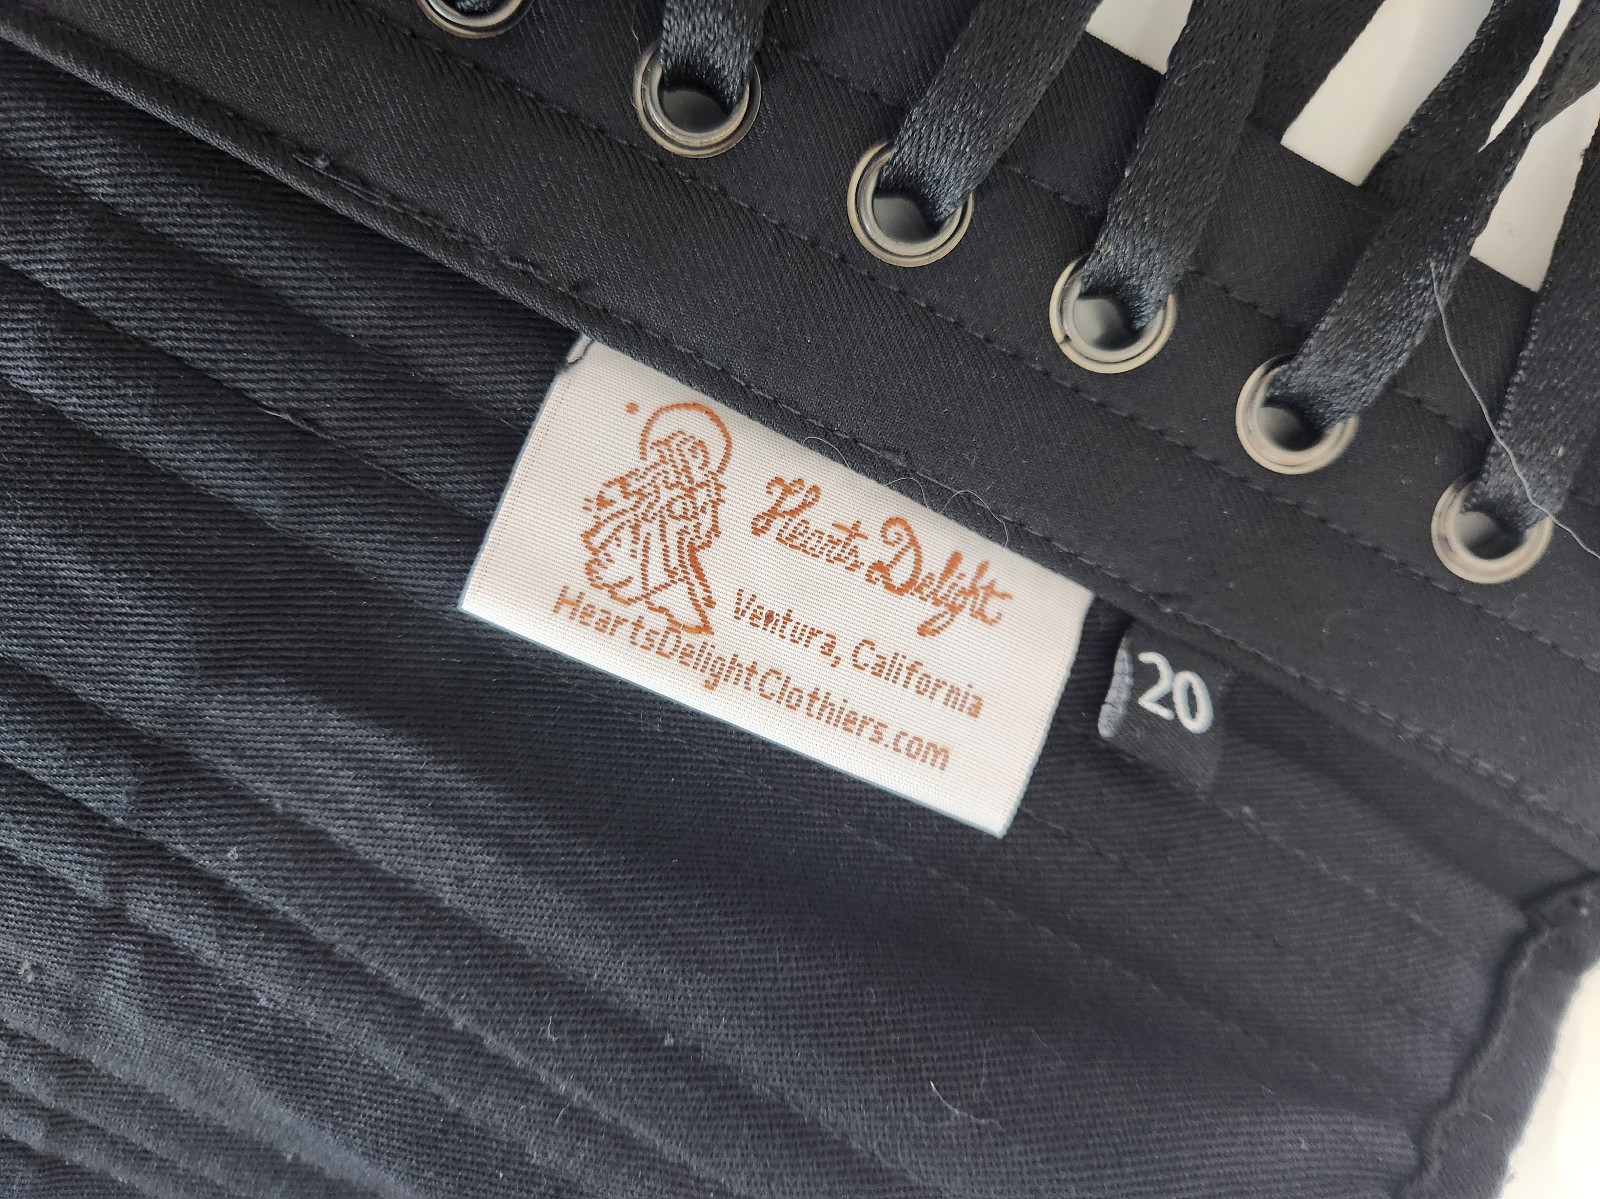 Hearts Delight
Ventura, California
HeartsDelightClothiers.com
20